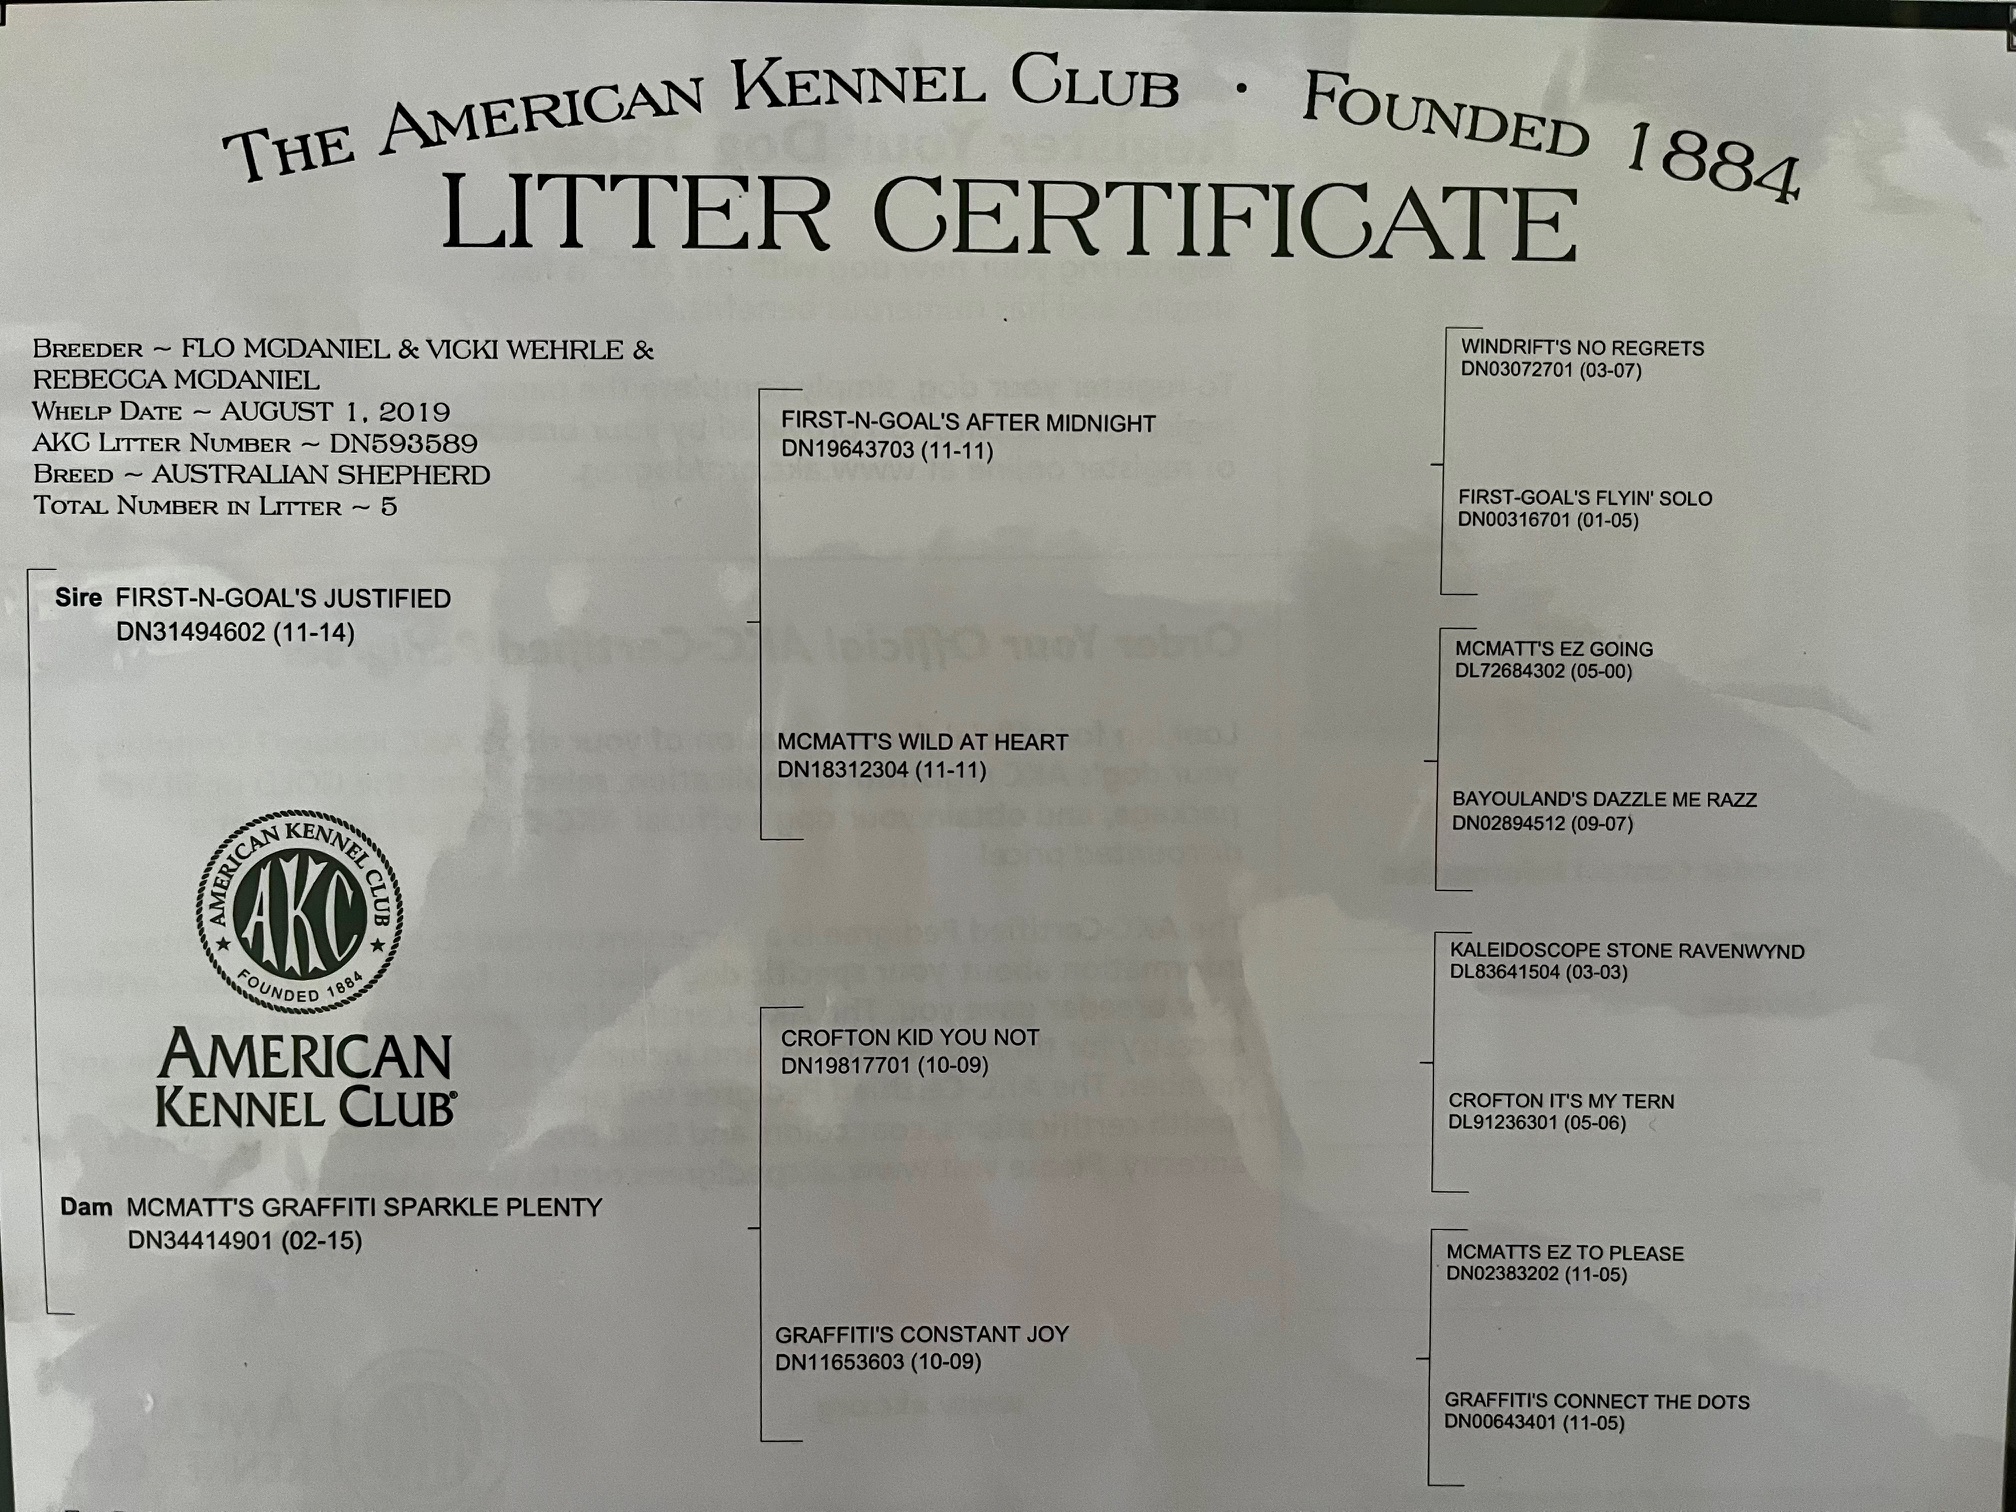 THE AMERICAN KENNEL CLUB · FOUNDED 1884
LITTER CERTIFICATE
BREEDER ~ FLO MCDANIEL & VICKI WEHRLE &
REBECCA MCDANIEL
WHELP DATE ~ AUGUST 1, 2019
AKC LITTER NUMBER ~ DN593589
BREED ~ AUSTRALIAN SHEPHERD
TOTAL NUMBER IN LITTER ~ 5
Sire FIRST-N-GOAL'S JUSTIFIED
DN31494602 (11-14)
AMERICAN KENNEL CLUB
AKC
FOUNDED 1884
AMERICAN
KENNEL CLUB®
Dam MCMATT'S GRAFFITI SPARKLE PLENTY
DN34414901 (02-15)
FIRST-N-GOAL'S AFTER MIDNIGHT
DN19643703 (11-11)
MCMATT'S WILD AT HEART
DN18312304 (11-11)
CROFTON KID YOU NOT
DN19817701 (10-09)
GRAFFITI'S CONSTANT JOY
DN11653603 (10-09)
WINDRIFT'S NO REGRETS
DN03072701 (03-07)
FIRST-GOAL'S FLYIN' SOLO
DN00316701 (01-05)
MCMATT'S EZ GOING
DL72684302 (05-00)
BAYOULAND'S DAZZLE ME RAZZ
DN02894512 (09-07)
KALEIDOSCOPE STONE RAVENWYND
DL83641504 (03-03)
CROFTON IT'S MY TERN
DL91236301 (05-06)
MCMATTS EZ TO PLEASE
DN02383202 (11-05)
GRAFFITI'S CONNECT THE DOTS
DN00643401 (11-05)